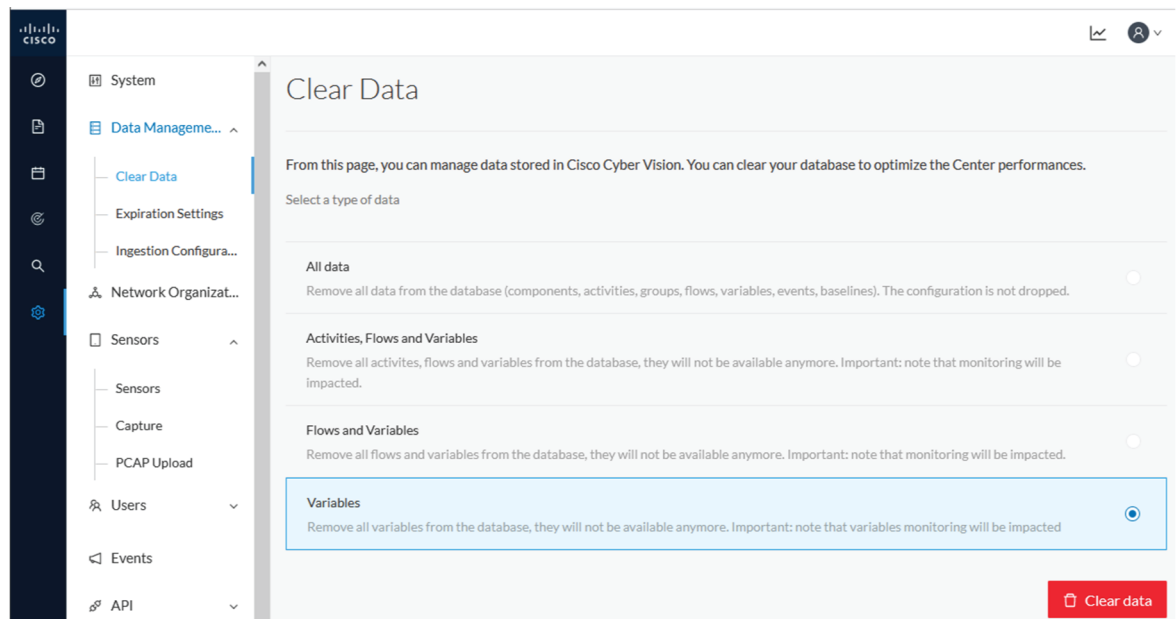 CISCO
System
Data Manageme...
Clear Data
Expiration Settings
Ingestion Configura...
Network Organizat...
Sensors
Sensors
Capture
PCAP Upload
Users
Events
API
Clear Data
From this page, you can manage data stored in Cisco Cyber Vision. You can clear your database to optimize the Center performances.
Select a type of data
All data
Remove all data from the database (components, activities, groups, flows, variables, events, baselines). The configuration is not dropped.
Activities, Flows and Variables
Remove all activites, flows and variables from the database, they will not be available anymore. Important: note that monitoring will be
impacted.
Flows and Variables
Remove all flows and variables from the database, they will not be available anymore. Important: note that monitoring will be impacted.
Variables
Remove all variables from the database, they will not be available anymore. Important: note that variables monitoring will be impacted
Clear data